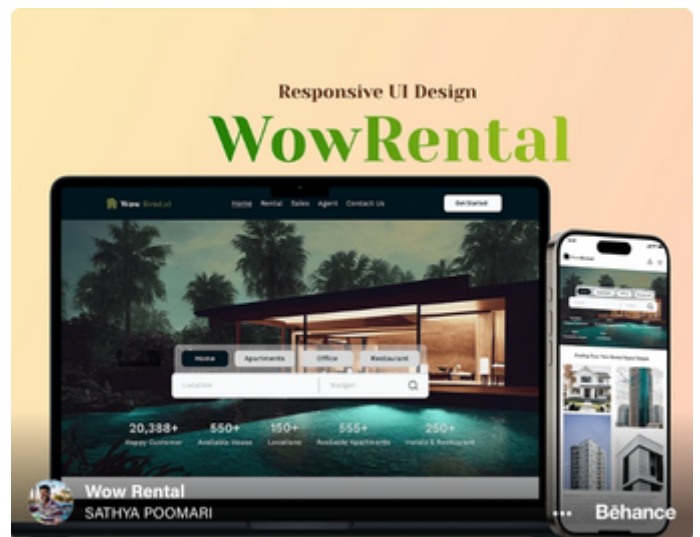 Responsive UI Design
WowRental
Wow Rental
Home Rental Sales Agent Contact Us
Get Started
Home Apartments Office Restaurant
Location Budget
20,388+ 550+ 150+ 555+ 250+
Happy Customer Available House Locations Available Apartments Hotels & Restaurant
Wow Rental
SATHYA POOMARI
Bēhance